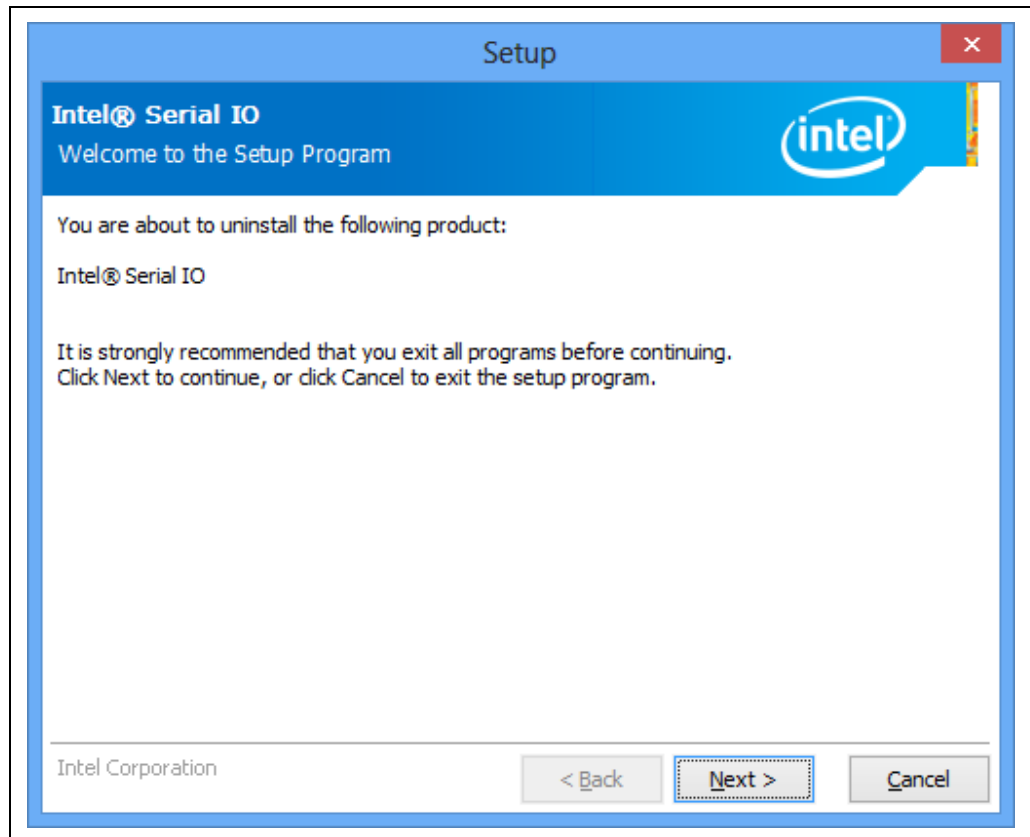 Setup
Intel® Serial IO
Welcome to the Setup Program
intel
You are about to uninstall the following product:
Intel® Serial IO
It is strongly recommended that you exit all programs before continuing.
Click Next to continue, or click Cancel to exit the setup program.
Intel Corporation
< Back
Next >
Cancel